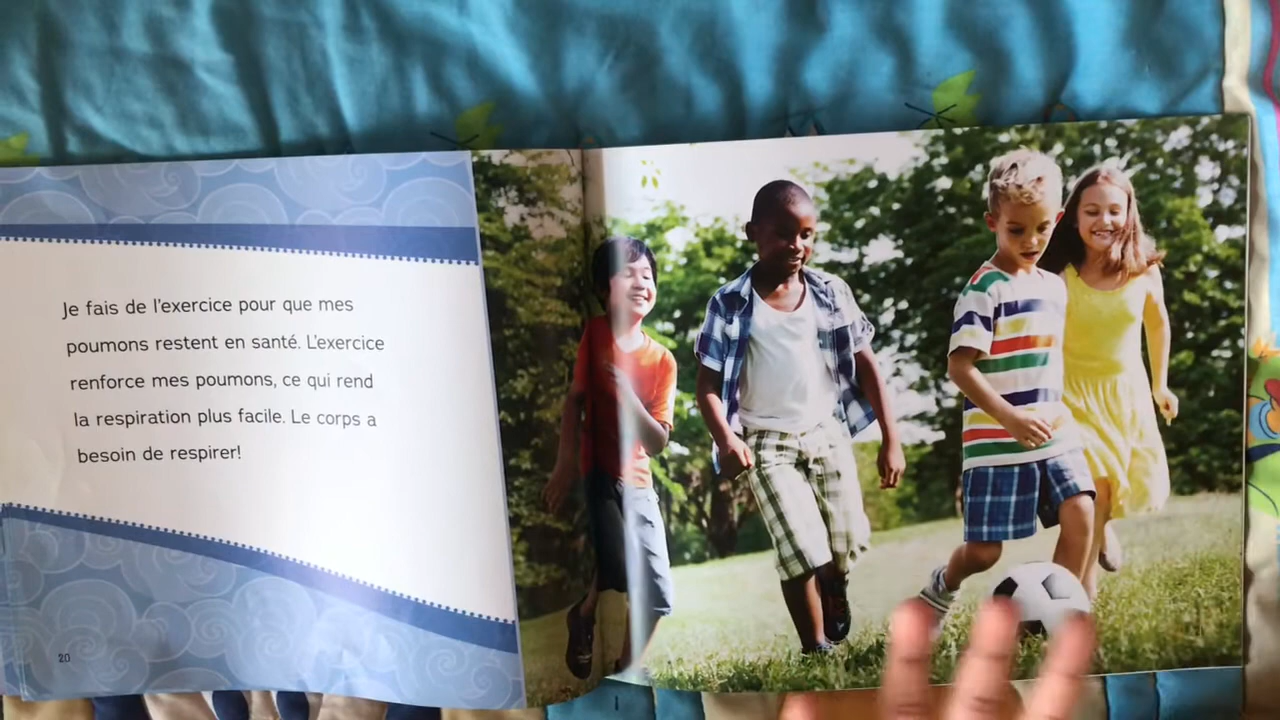 Je fais de l'exercice pour que mes
poumons restent en santé. L'exercice
renforce mes poumons, ce qui rend
la respiration plus facile. Le corps a
besoin de respirer!
20